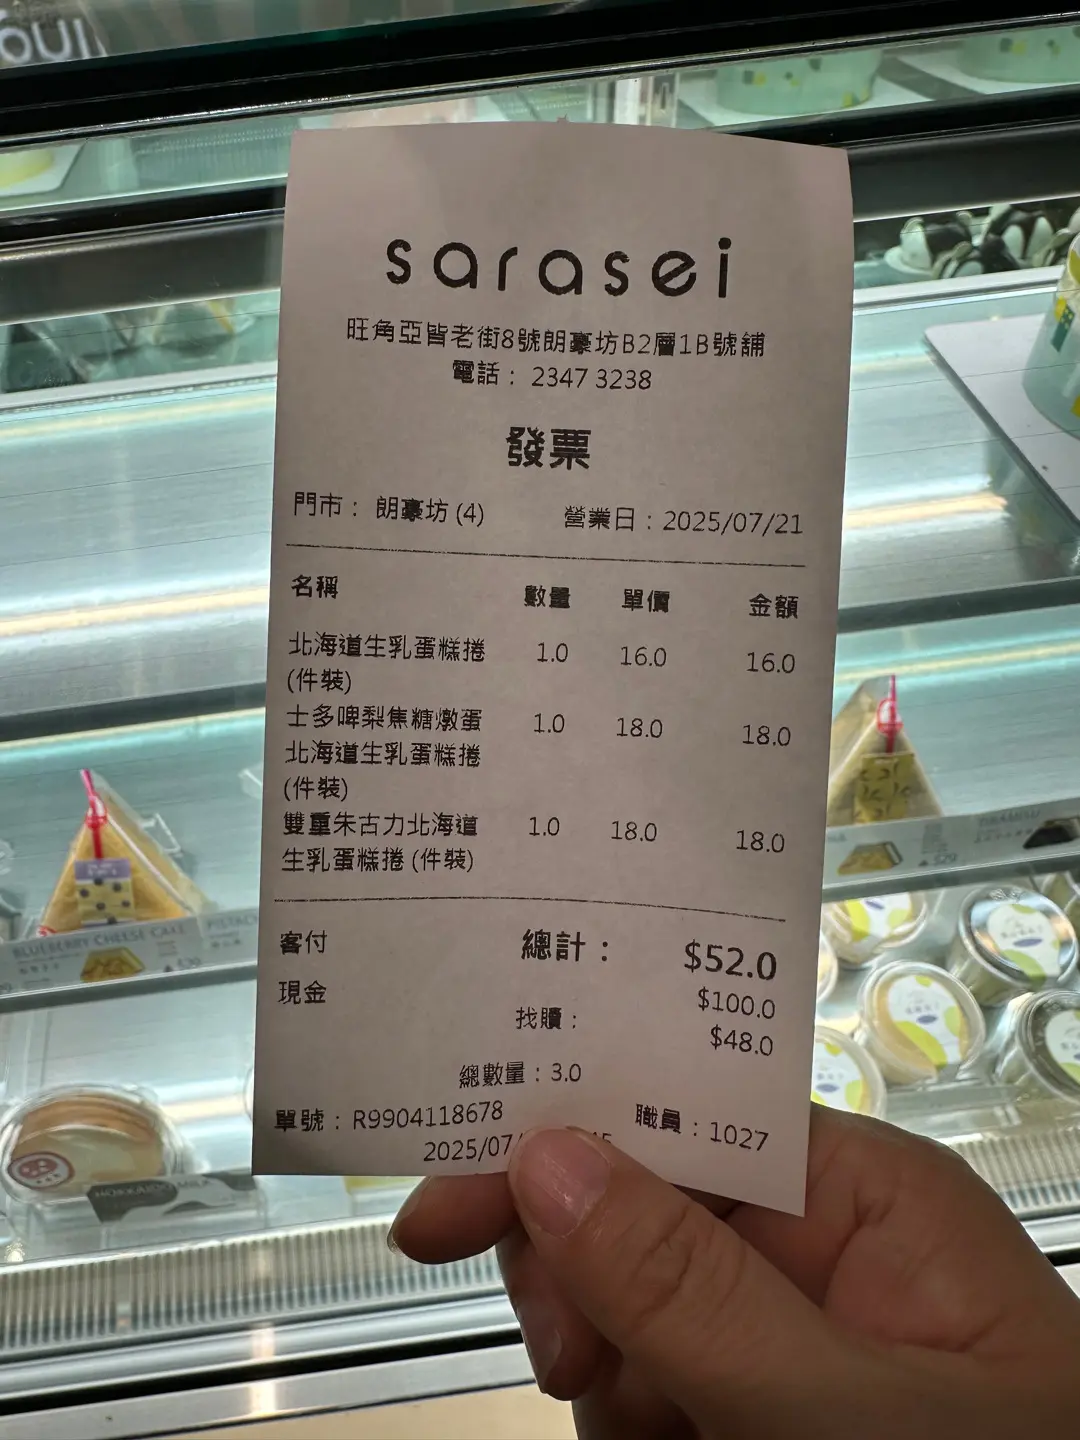 sarasei
旺角亞皆老街8號朗豪坊B2層1B號舖
電話： 2347 3238
發票
門市： 朗豪坊 (4) 營業日：2025/07/21
名稱 數量 單價 金額
北海道生乳蛋糕捲 1.0 16.0 16.0
(件裝)
士多啤梨焦糖燉蛋 1.0 18.0 18.0
北海道生乳蛋糕捲
(件裝)
雙重朱古力北海道 1.0 18.0 18.0
生乳蛋糕捲 (件裝)
客付 總計： $52.0
現金 $100.0
找贖： $48.0
總數量：3.0
單號：R9904118678 職員：1027
2025/07/
BLUEBERRY CHEESE CAKE
PISTACH
TIRAMISU
HOKKAIDO MILK